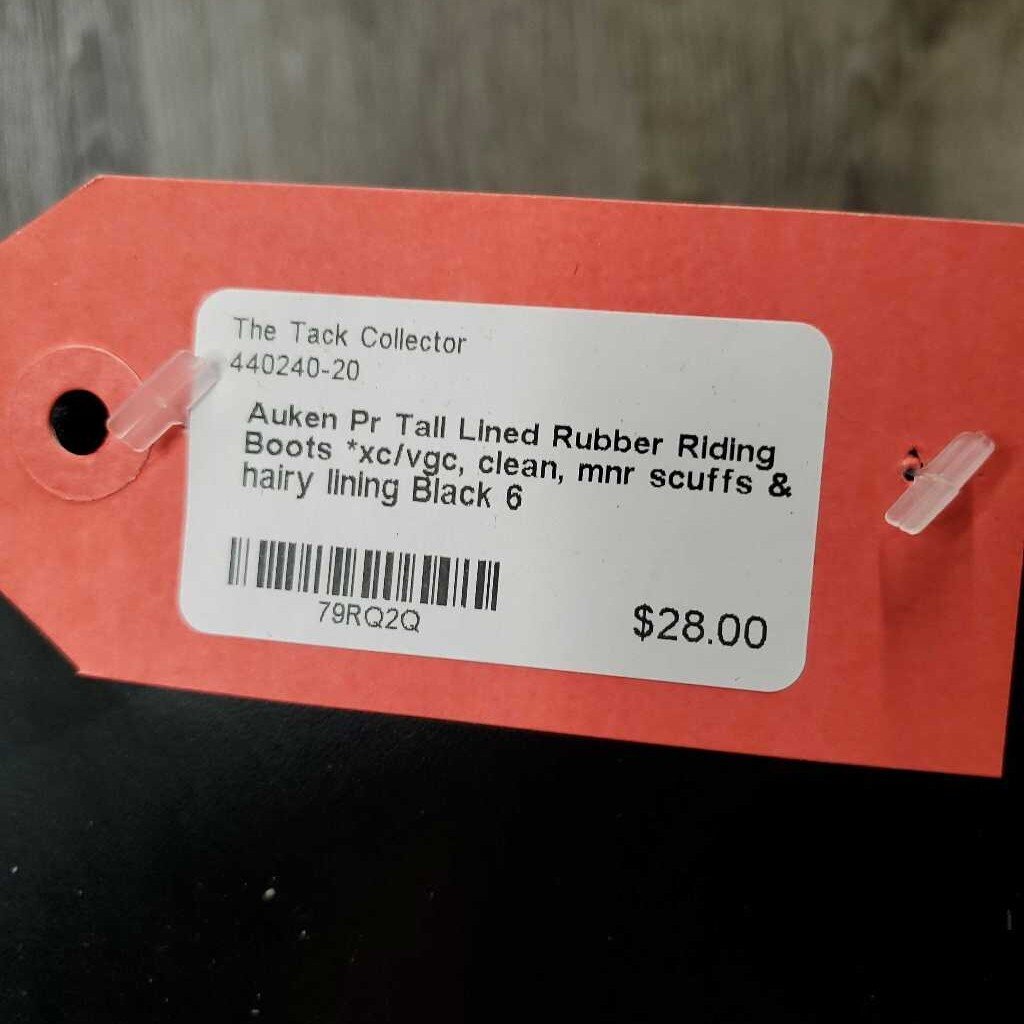 The Tack Collector
440240-20
Auken Pr Tall Lined Rubber Riding
Boots *xc/vgc, clean, mnr scuffs &
hairy lining Black 6
79RQ2Q
$28.00